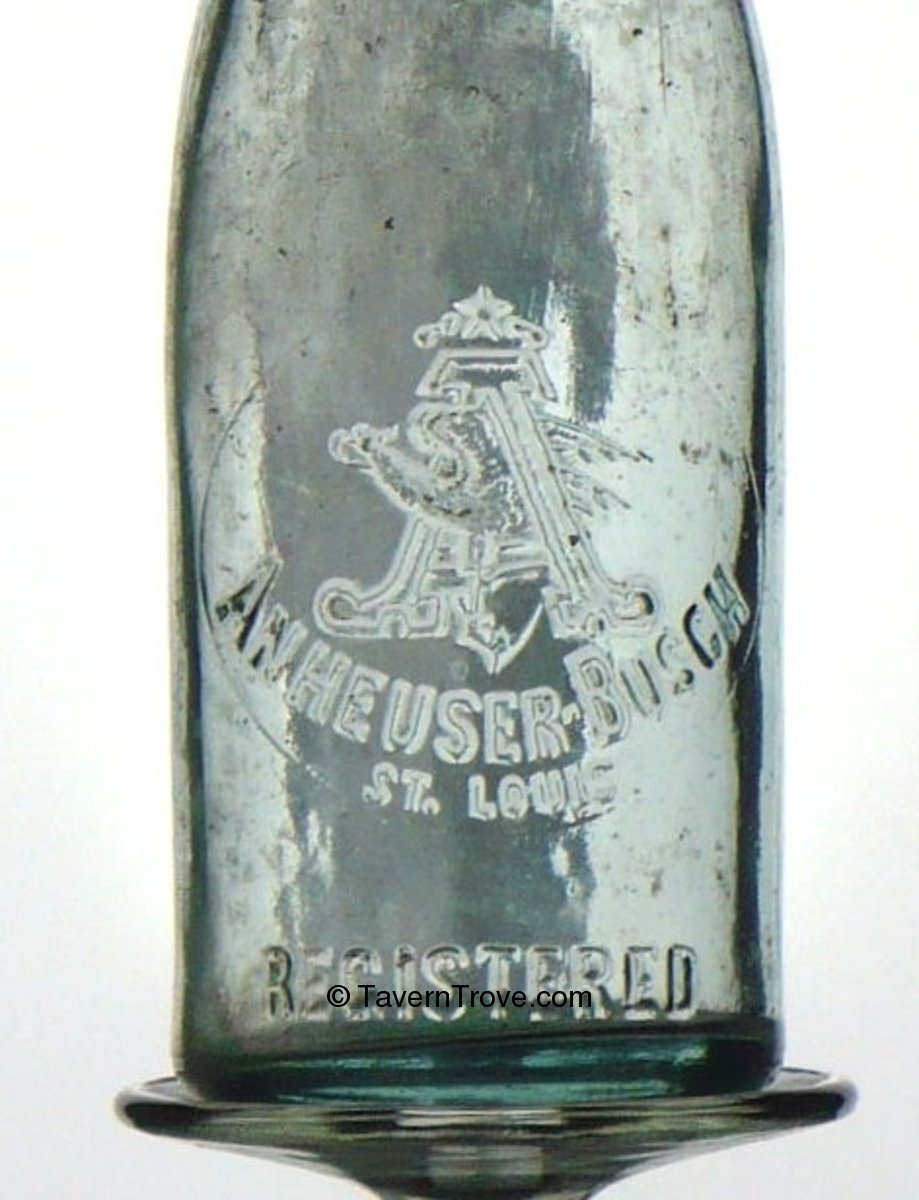 A
ANHEUSER-BUSCH
ST. LOUIS
REGISTERED
© TavernTrove.com